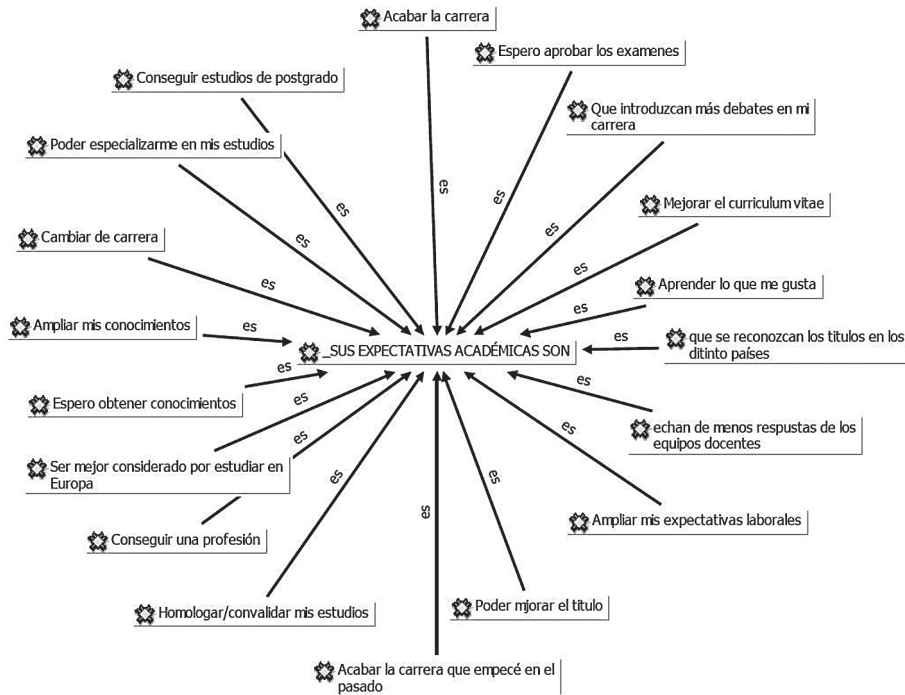 Acabar la carrera
Espero aprobar los examenes
Conseguir estudios de postgrado
Que introduzcan más debates en mi
carrera
Poder especializarme en mis estudios
es
es
es
Mejorar el curriculum vitae
es
es
Cambiar de carrera
es
es
es
Aprender lo que me gusta
es
Ampliar mis conocimientos
es
es
que se reconozcan los titulos en los
ditinto países
_SUS EXPECTATIVAS ACADÉMICAS SON
es
es
Espero obtener conocimientos
es
es
es
echan de menos respustas de los
equipos docentes
Ser mejor considerado por estudiar en
Europa
es
es
es
Ampliar mis expectativas laborales
Conseguir una profesión
Homologar/convalidar mis estudios
Poder mjorar el titulo
Acabar la carrera que empecé en el
pasado